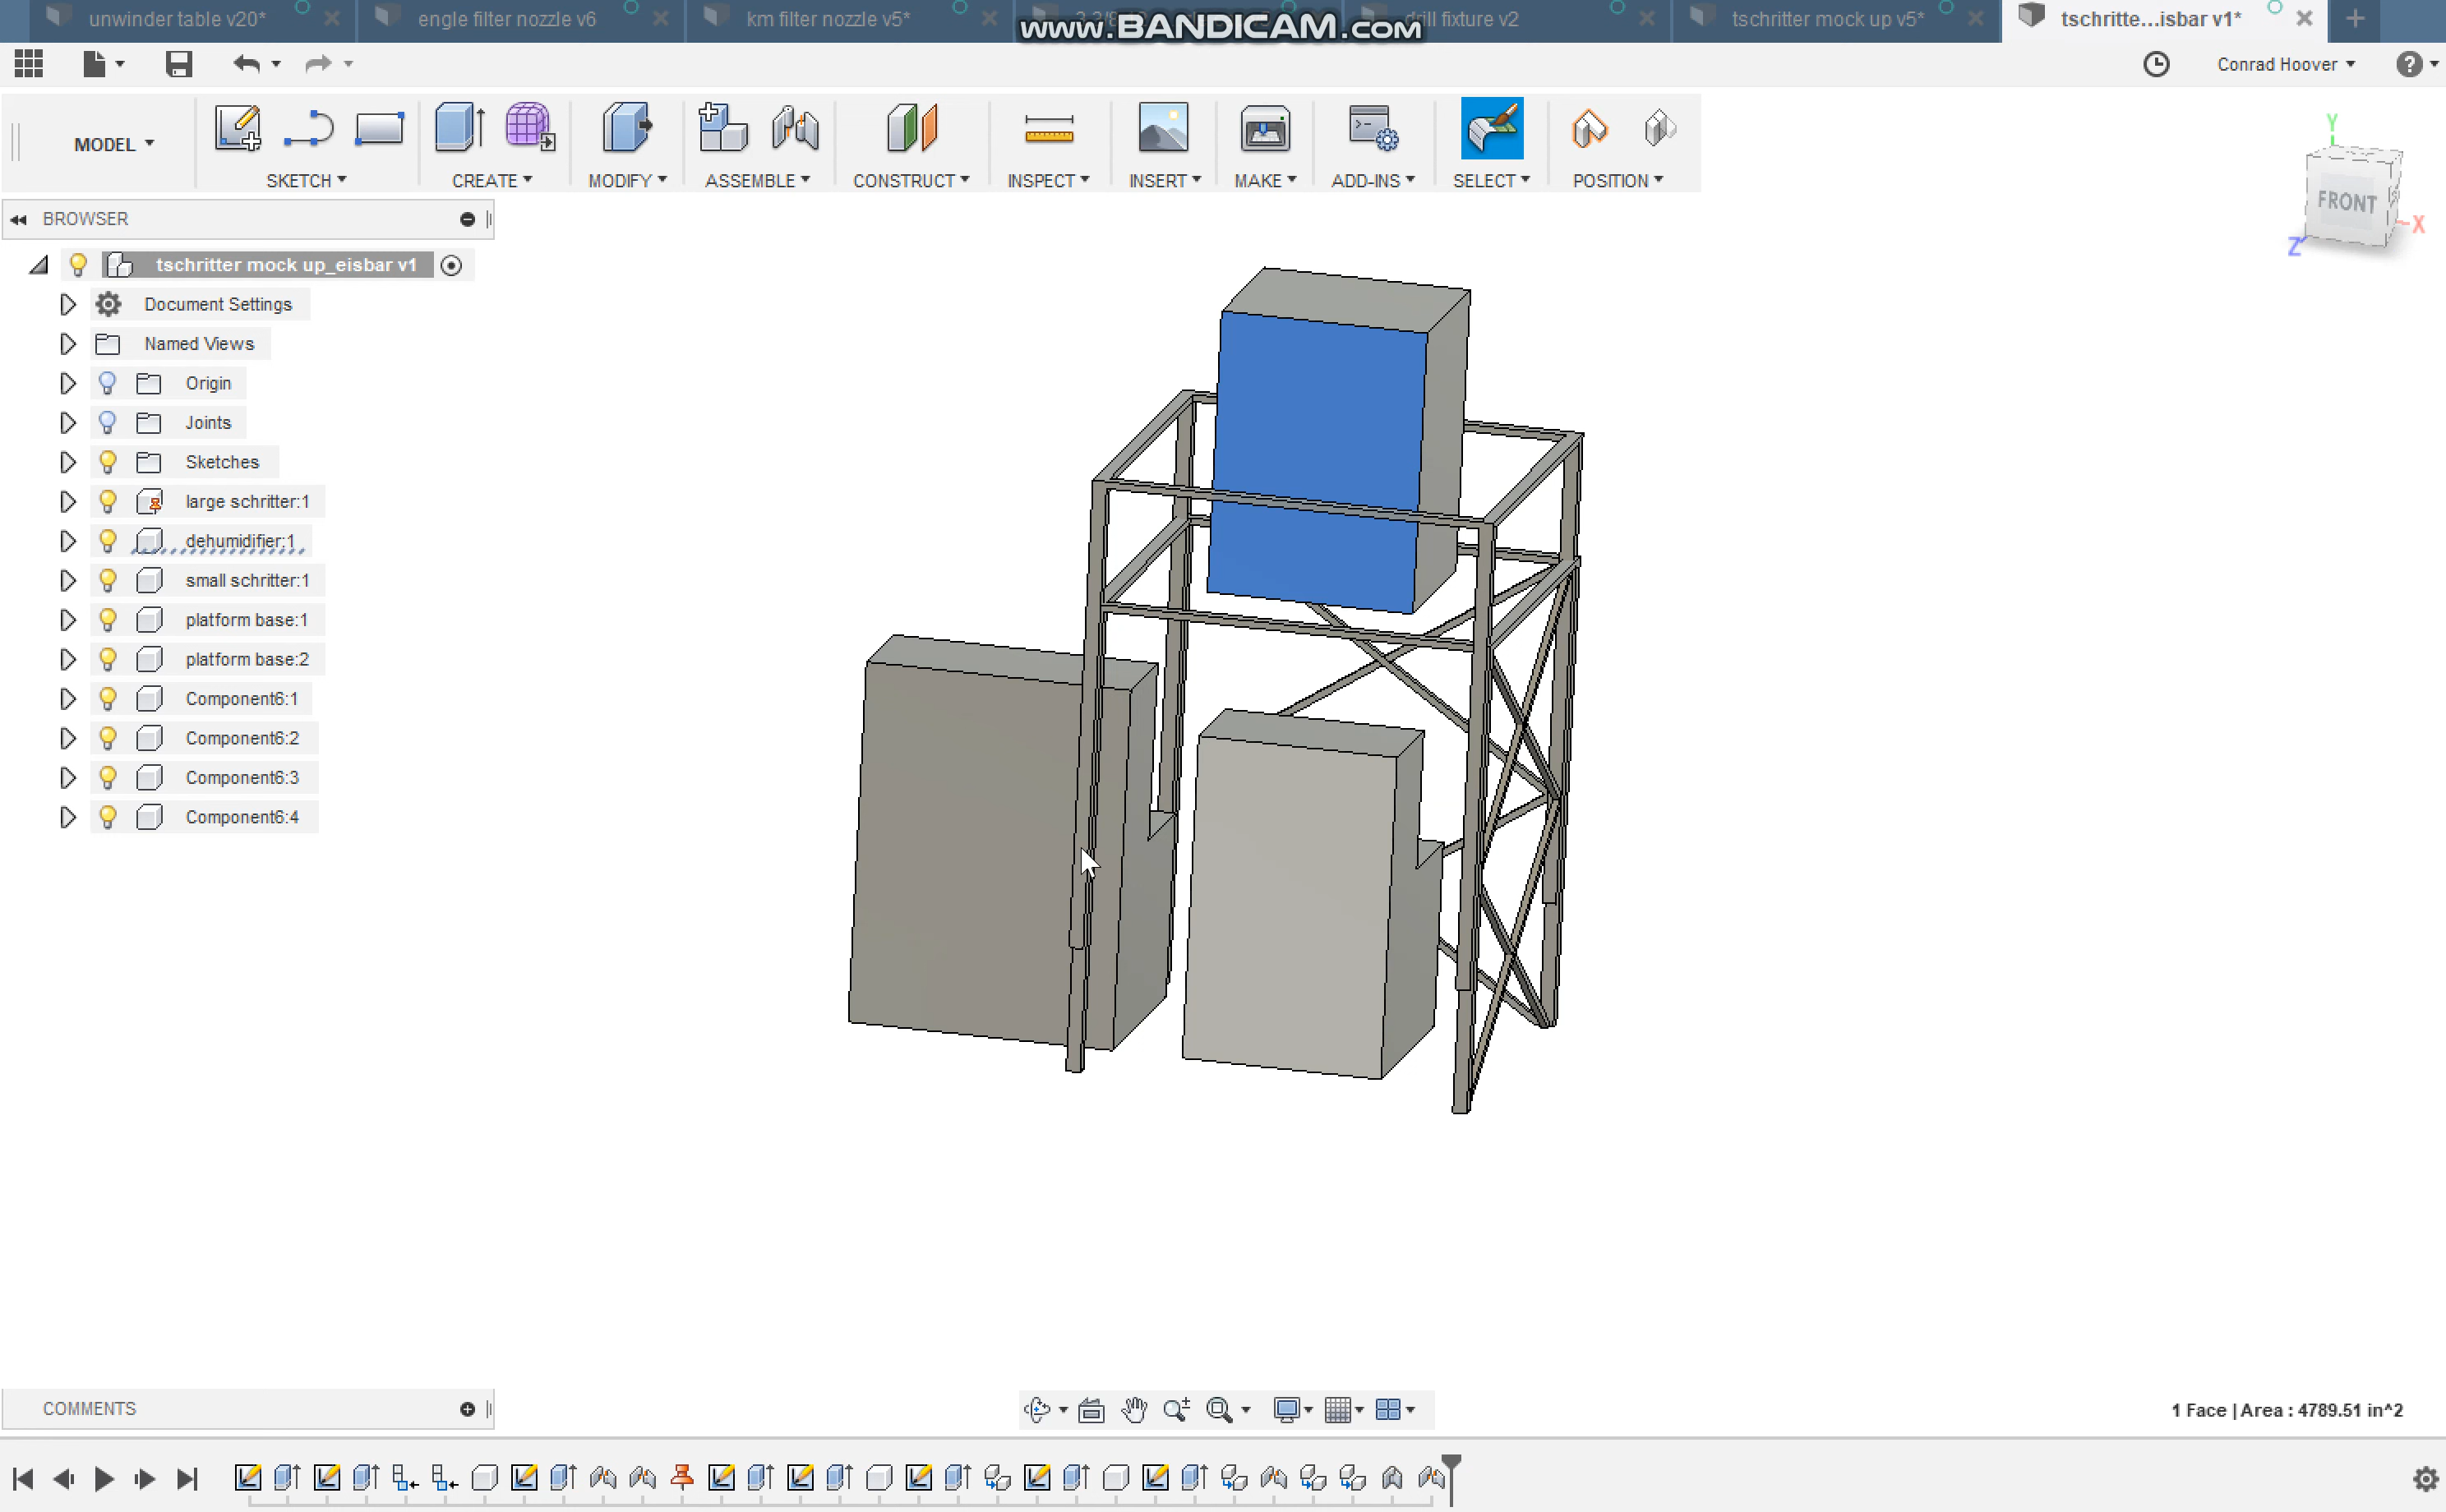 unwinder table v20*
engle filter nozzle v6
km filter nozzle v5*
www.BANDICAM.com
drill fixture v2
tschritter mock up v5*
tschritte...isbar v1*
Conrad Hoover
MODEL
SKETCH
CREATE
MODIFY
ASSEMBLE
CONSTRUCT
INSPECT
INSERT
MAKE
ADD-INS
SELECT
POSITION
Y
FRONT
X
Z
BROWSER
tschritter mock up_eisbar v1
Document Settings
Named Views
Origin
Joints
Sketches
large schritter:1
dehumidifier:1
small schritter:1
platform base:1
platform base:2
Component6:1
Component6:2
Component6:3
Component6:4
COMMENTS
1 Face | Area : 4789.51 in^2